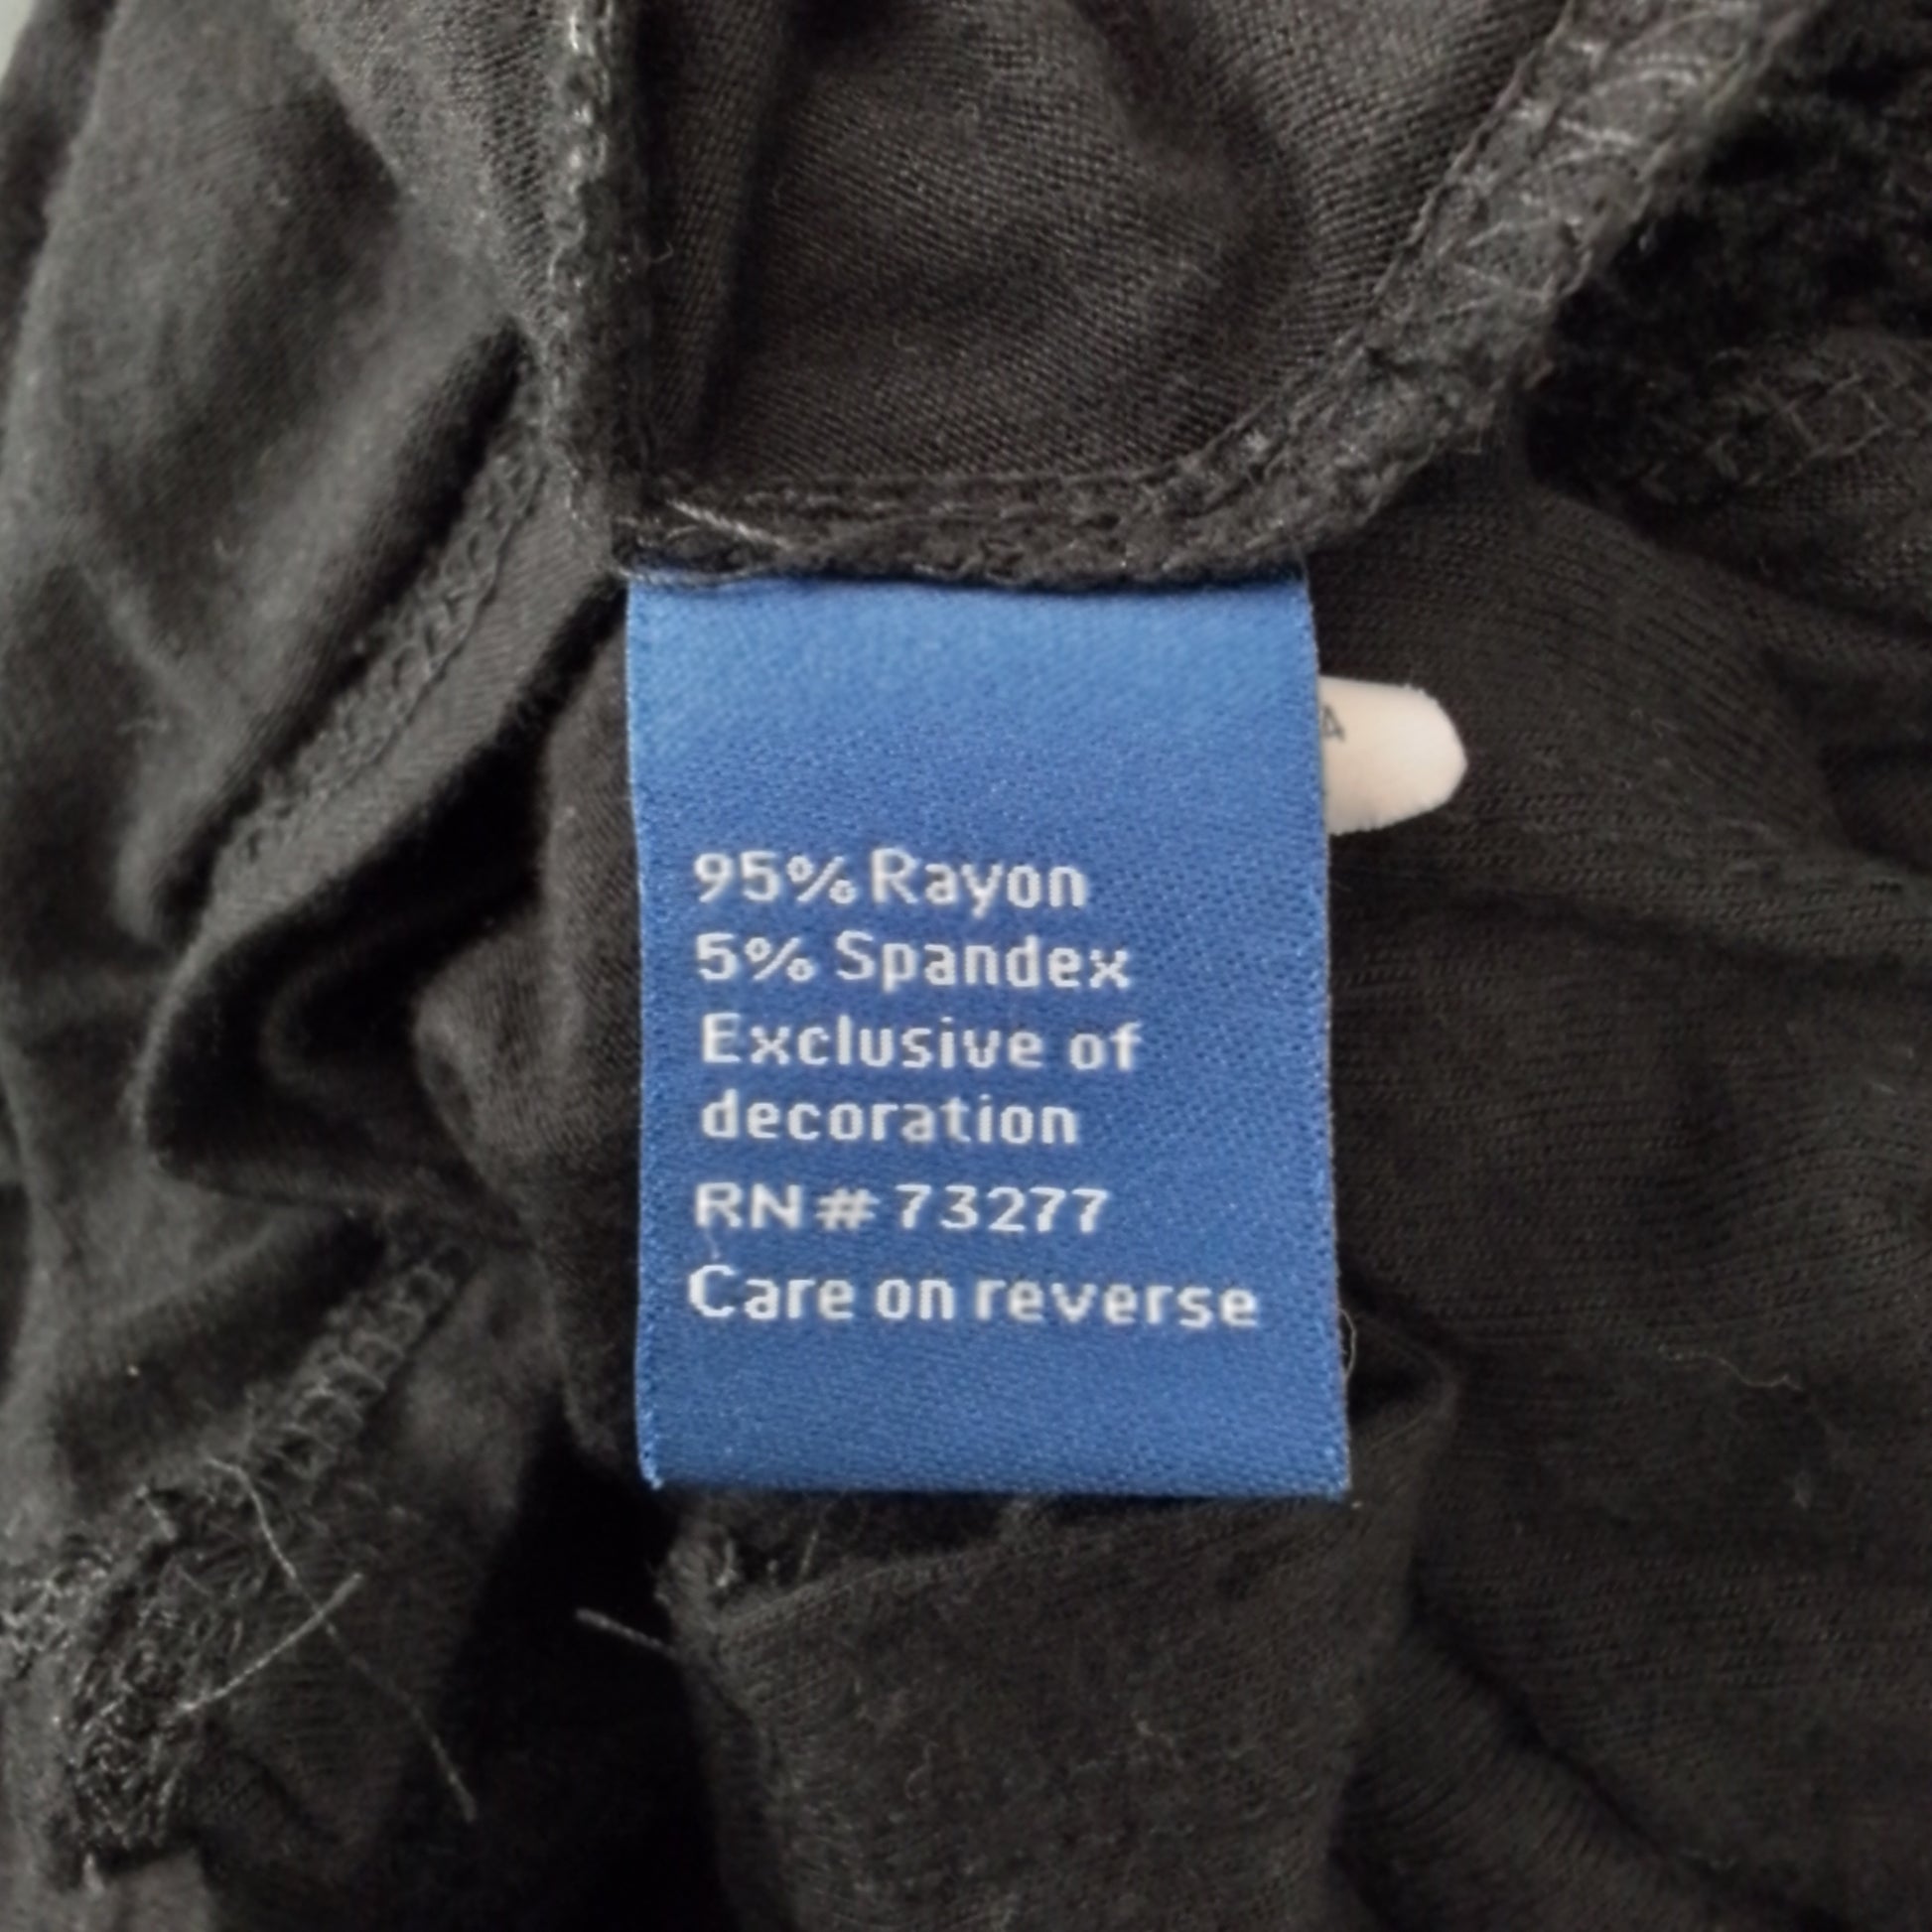 95% Rayon
5% Spandex
Exclusive of
decoration
RN # 73277
Care on reverse